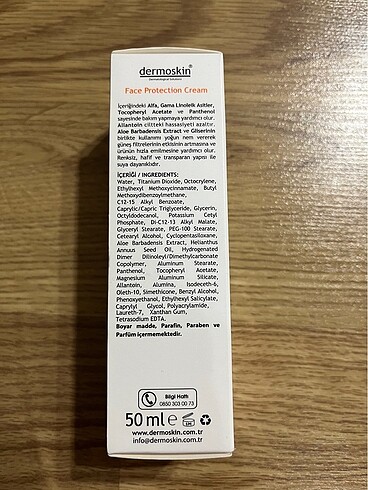 dermoskin®
Dermatological Solutions
Face Protection Cream
İçeriğindeki Alfa, Gama Linoleik Asitler,
Tocopheryl Acetate ve Panthenol
sayesinde bakım yapmaya yardımcı olur.
Allantoin ciltteki hassasiyeti azaltır.
Aloe Barbadensis Extract ve Gliserinin
birlikte kullanımı yoğun nem vererek
güneş filtrelerinin etkisinin artmasına ve
ürünün hızla emilmesine yardımcı olur.
Renksiz, hafif ve transparan yapısı ile
suya dayanıklıdır.
İÇERİĞİ / INGREDIENTS:
Water, Titanium Dioxide, Octocrylene,
Ethylhexyl Methoxycinnamate, Butyl
Methoxydibenzoylmethane,
C12-15 Alkyl Benzoate,
Caprylic/Capric Triglyceride, Glycerin,
Octyldodecanol, Potassium Cetyl
Phosphate, Di-C12-13 Alkyl Malate,
Glyceryl Stearate, PEG-100 Stearate,
Cetearyl Alcohol, Cyclopentasiloxane,
Aloe Barbadensis Extract, Helianthus
Annuus Seed Oil, Hydrogenated
Dimer Dilinoleyl/Dimethylcarbonate
Copolymer, Aluminum Stearate,
Panthenol, Tocopheryl Acetate,
Magnesium Aluminum Silicate,
Allantoin, Alumina, Isodeceth-6,
Oleth-10, Simethicone, Benzyl Alcohol,
Phenoxyethanol, Ethylhexyl Salicylate,
Caprylyl Glycol, Polyacrylamide,
Laureth-7, Xanthan Gum,
Tetrasodium EDTA.
Boyar madde, Parafin, Paraben ve
Parfüm içermemektedir.
Bilgi Hattı
0850 303 00 73
50 ml e
www.dermoskin.com.tr
info@dermoskin.com.tr